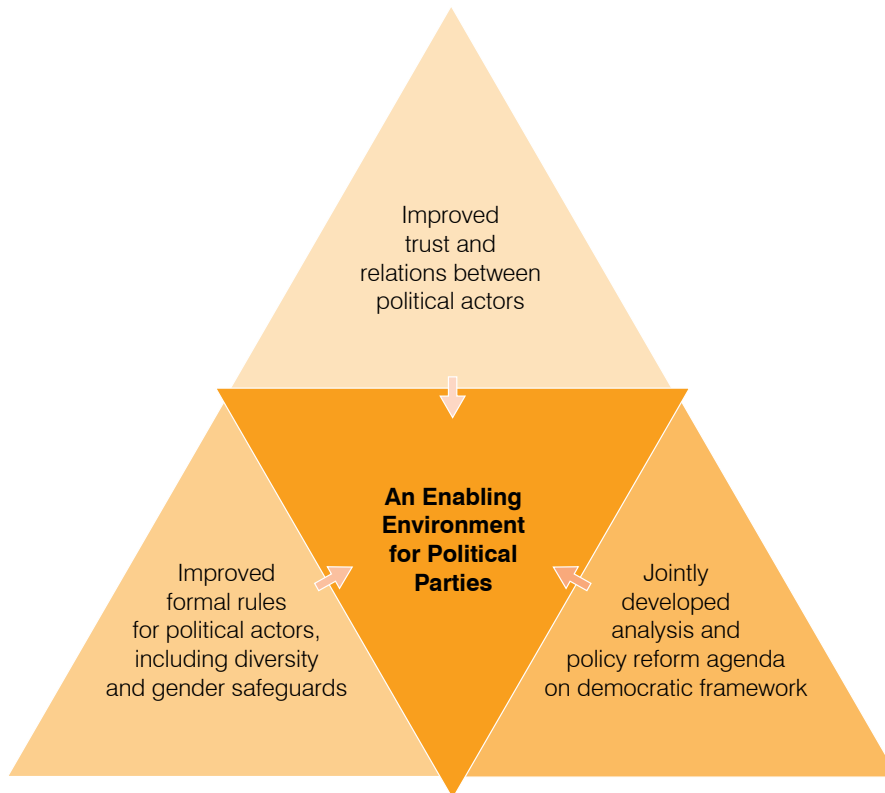 Improved
trust and
relations between
political actors
An Enabling
Environment
for Political
Parties
Improved
formal rules
for political actors,
including diversity
and gender safeguards
Jointly
developed
analysis and
policy reform agenda
on democratic framework